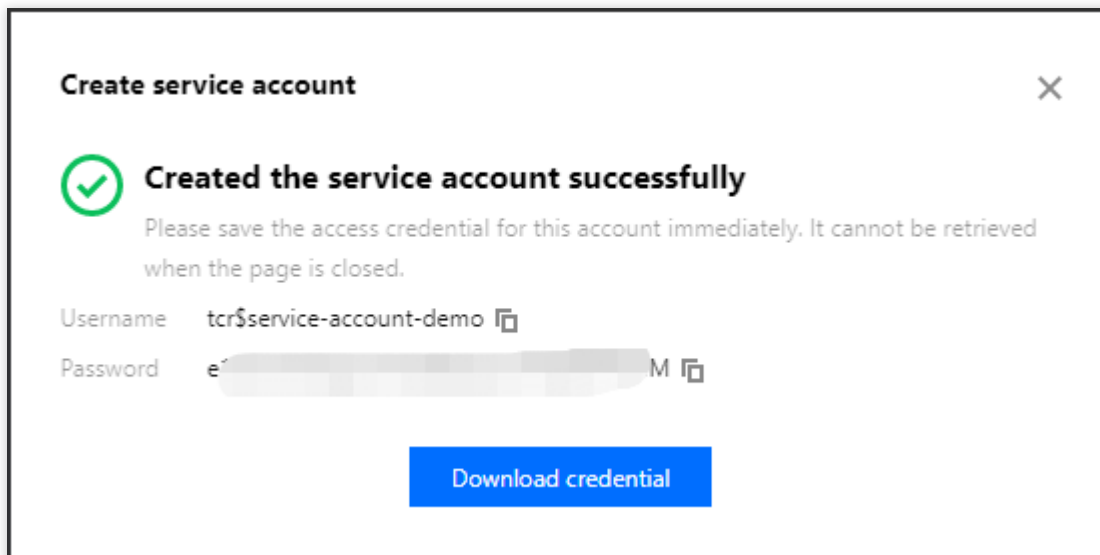 Create service account
Created the service account successfully
Please save the access credential for this account immediately. It cannot be retrieved
when the page is closed.
Username tcr$service-account-demo
Password
Download credential